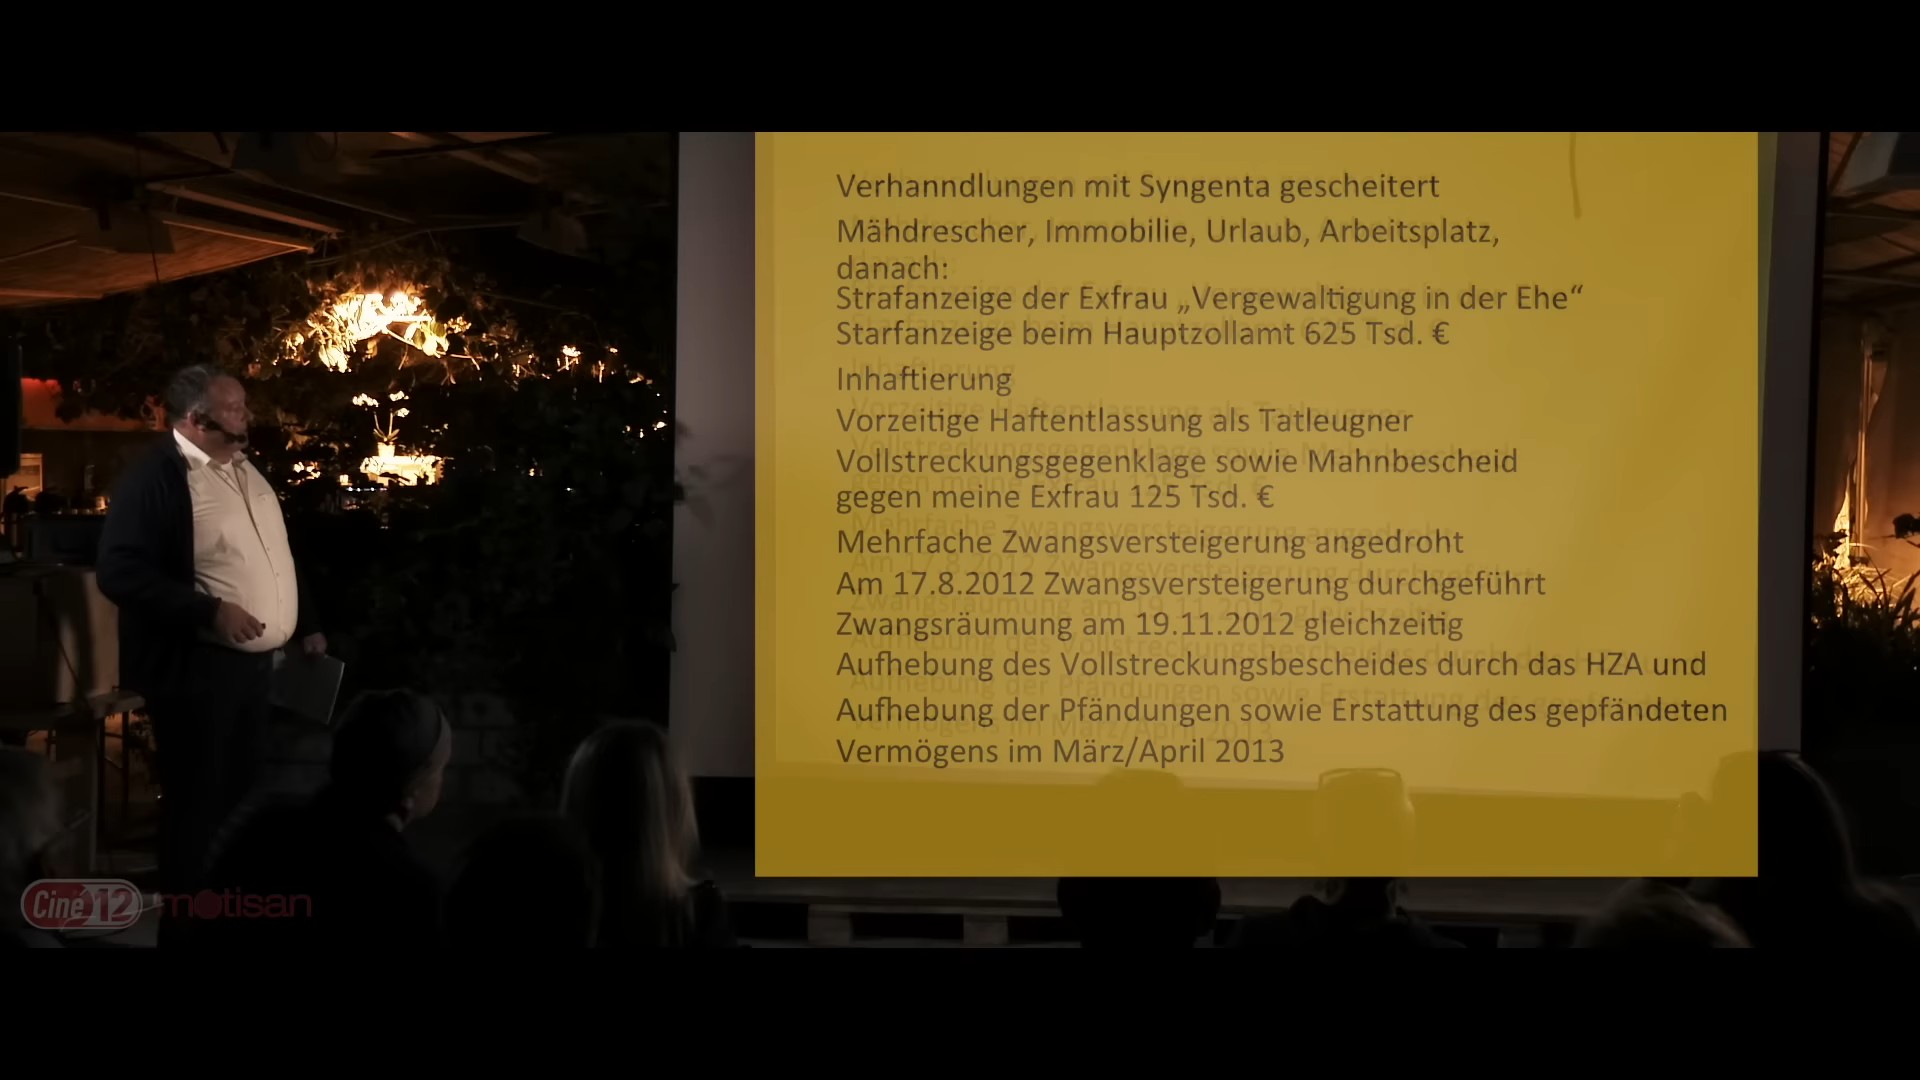 Verhanndlungen mit Syngenta gescheitert
Mähdrescher, Immobilie, Urlaub, Arbeitsplatz,
danach:
Strafanzeige der Exfrau „Vergewaltigung in der Ehe“
Starfanzeige beim Hauptzollamt 625 Tsd. €
Inhaftierung
Vorzeitige Haftentlassung als Tatleugner
Vollstreckungsgegenklage sowie Mahnbescheid
gegen meine Exfrau 125 Tsd. €
Mehrfache Zwangsversteigerung angedroht
Am 17.8.2012 Zwangsversteigerung durchgeführt
Zwangsräumung am 19.11.2012 gleichzeitig
Aufhebung des Vollstreckungsbescheides durch das HZA und
Aufhebung der Pfändungen sowie Erstattung des gepfändeten
Vermögens im März/April 2013
Ciné 12 motisan